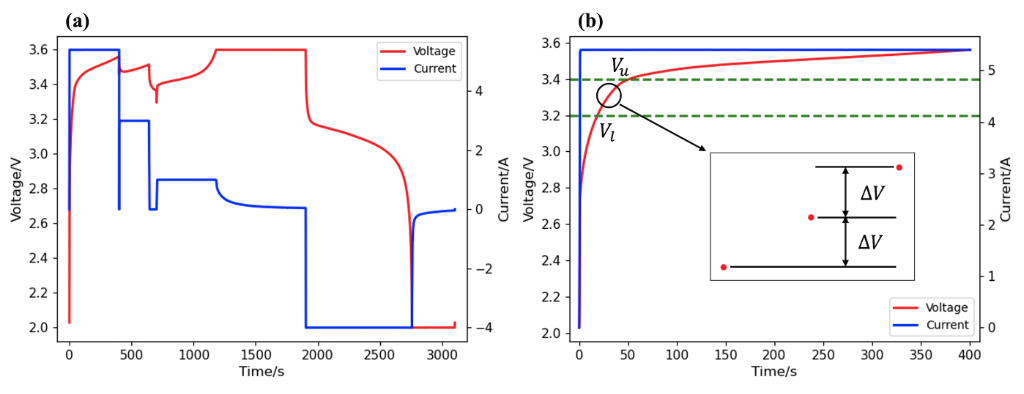 (a)
3.6
3.4
3.2
3.0
2.8
2.6
2.4
2.2
2.0
Voltage/V
Voltage
Current
4
2
0
−2
−4
Current/A
0
500
1000
1500
2000
2500
3000
Time/s
(b)
3.6
3.4
3.2
3.0
2.8
2.6
2.4
2.2
2.0
Voltage/V
V_u
V_l
ΔV
ΔV
Voltage
Current
5
4
3
2
1
0
Current/A
0
50
100
150
200
250
300
350
400
Time/s